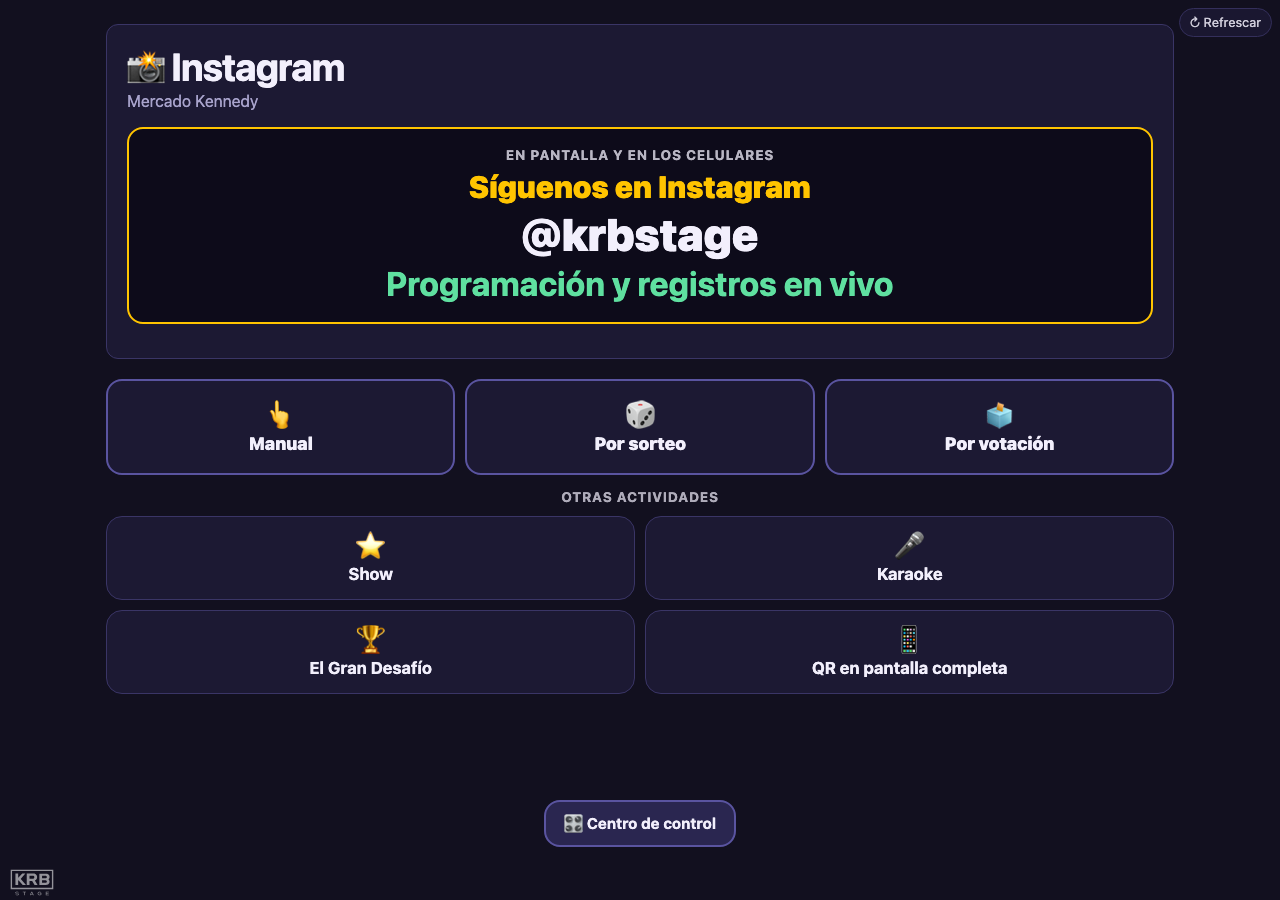 ↻ Refrescar
📸 Instagram
Mercado Kennedy
EN PANTALLA Y EN LOS CELULARES
Síguenos en Instagram
@krbstage
Programación y registros en vivo
Manual
Por sorteo
Por votación
OTRAS ACTIVIDADES
Show
Karaoke
El Gran Desafío
QR en pantalla completa
🎛️ Centro de control
KRB
STAGE